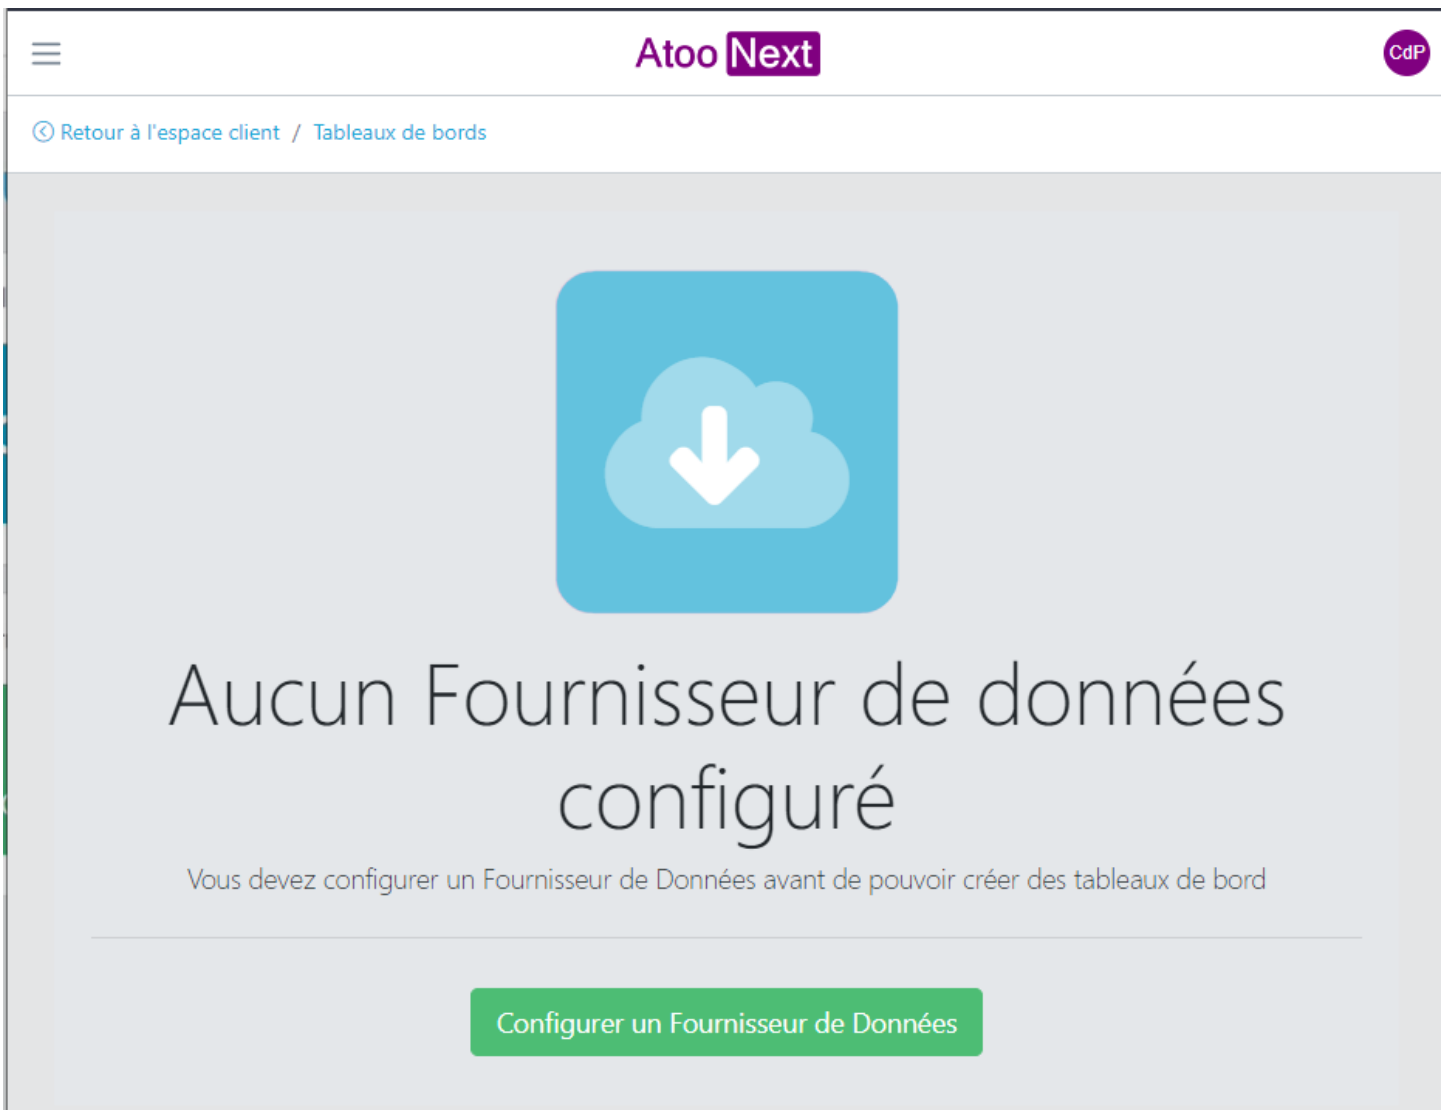 Atoo Next
CdP
Retour à l'espace client / Tableaux de bords
Aucun Fournisseur de données
configuré
Vous devez configurer un Fournisseur de Données avant de pouvoir créer des tableaux de bord
Configurer un Fournisseur de Données